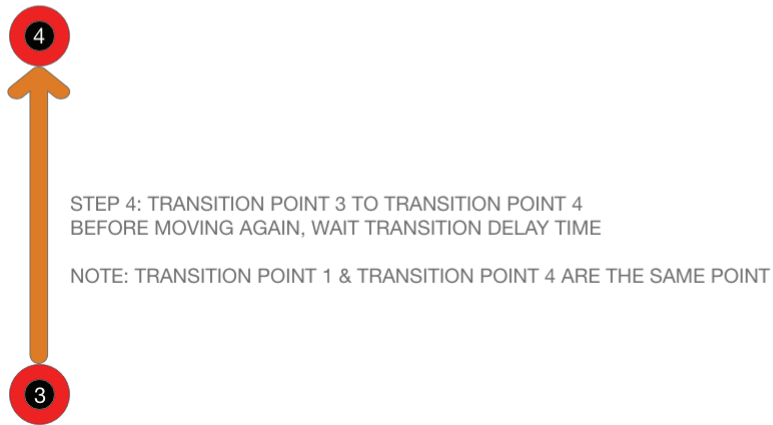 4
STEP 4: TRANSITION POINT 3 TO TRANSITION POINT 4
BEFORE MOVING AGAIN, WAIT TRANSITION DELAY TIME
NOTE: TRANSITION POINT 1 & TRANSITION POINT 4 ARE THE SAME POINT
3